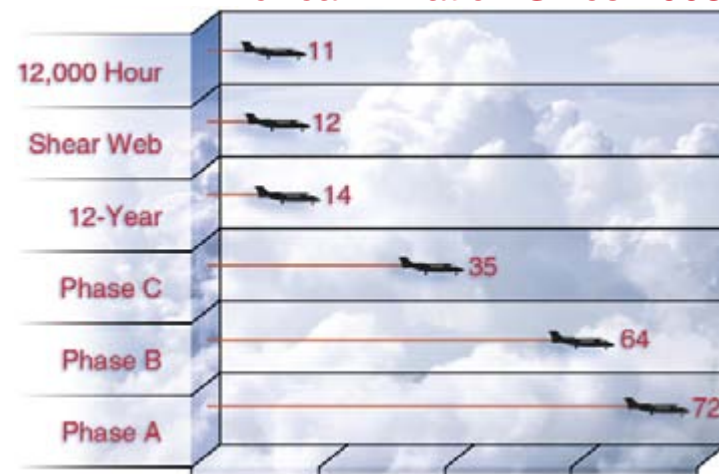 12,000 Hour 11
Shear Web 12
12-Year 14
Phase C 35
Phase B 64
Phase A 72